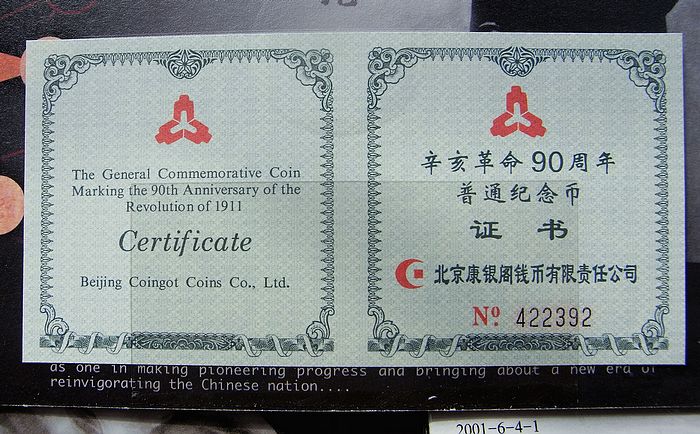 The General Commemorative Coin
Marking the 90th Anniversary of the
Revolution of 1911
Certificate
Beijing Coingot Coins Co., Ltd.
辛亥革命90周年
普通纪念币
证 书
北京康银阁钱币有限责任公司
Nº 422392
as one in making pioneering progress and bringing about a new era of
reinvigorating the Chinese nation....
2001-6-4-1